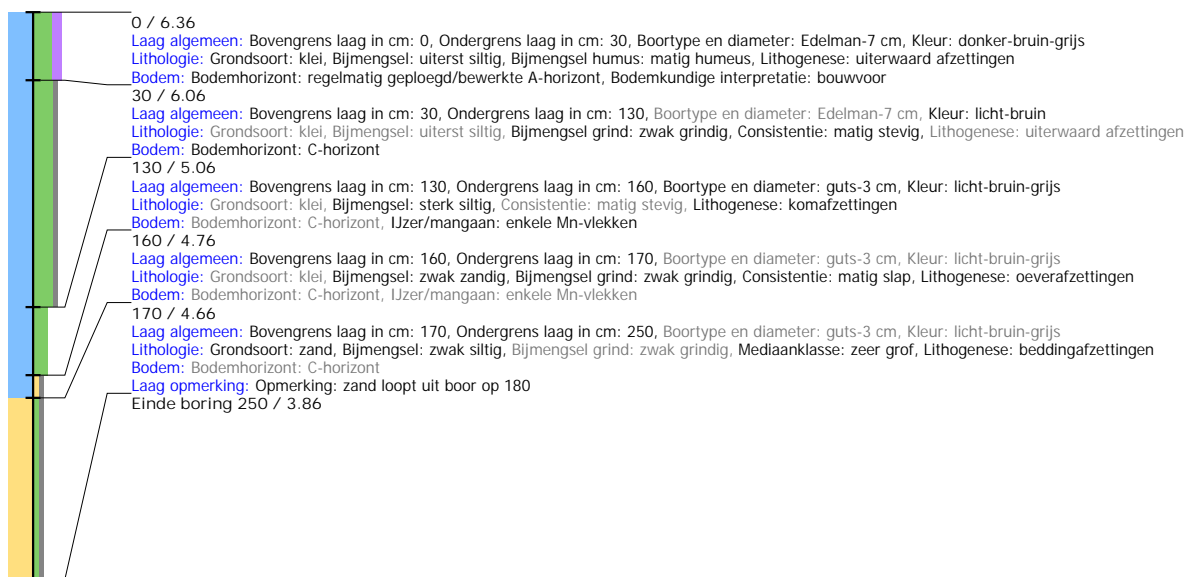 0 / 6.36
Laag algemeen: Bovengrens laag in cm: 0, Ondergrens laag in cm: 30, Boortype en diameter: Edelman-7 cm, Kleur: donker-bruin-grijs
Lithologie: Grondsoort: klei, Bijmengsel: uiterst siltig, Bijmengsel humus: matig humeus, Lithogenese: uiterwaard afzettingen
Bodem: Bodemhorizont: regelmatig geploegd/bewerkte A-horizont, Bodemkundige interpretatie: bouwvoor
30 / 6.06
Laag algemeen: Bovengrens laag in cm: 30, Ondergrens laag in cm: 130, Boortype en diameter: Edelman-7 cm, Kleur: licht-bruin
Lithologie: Grondsoort: klei, Bijmengsel: uiterst siltig, Bijmengsel grind: zwak grindig, Consistentie: matig stevig, Lithogenese: uiterwaard afzettingen
Bodem: Bodemhorizont: C-horizont
130 / 5.06
Laag algemeen: Bovengrens laag in cm: 130, Ondergrens laag in cm: 160, Boortype en diameter: guts-3 cm, Kleur: licht-bruin-grijs
Lithologie: Grondsoort: klei, Bijmengsel: sterk siltig, Consistentie: matig stevig, Lithogenese: komafzettingen
Bodem: Bodemhorizont: C-horizont, IJzer/mangaan: enkele Mn-vlekken
160 / 4.76
Laag algemeen: Bovengrens laag in cm: 160, Ondergrens laag in cm: 170, Boortype en diameter: guts-3 cm, Kleur: licht-bruin-grijs
Lithologie: Grondsoort: klei, Bijmengsel: zwak zandig, Bijmengsel grind: zwak grindig, Consistentie: matig slap, Lithogenese: oeverafzettingen
Bodem: Bodemhorizont: C-horizont, IJzer/mangaan: enkele Mn-vlekken
170 / 4.66
Laag algemeen: Bovengrens laag in cm: 170, Ondergrens laag in cm: 250, Boortype en diameter: guts-3 cm, Kleur: licht-bruin-grijs
Lithologie: Grondsoort: zand, Bijmengsel: zwak siltig, Bijmengsel grind: zwak grindig, Mediaanklasse: zeer grof, Lithogenese: beddingafzettingen
Bodem: Bodemhorizont: C-horizont
Laag opmerking: Opmerking: zand loopt uit boor op 180
Einde boring 250 / 3.86